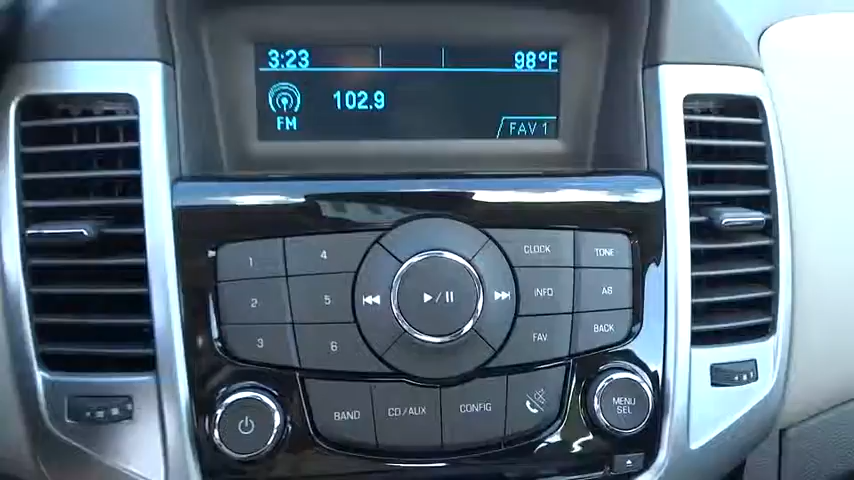 3:23 98°F
102.9
FM FAV 1
1 4 CLOCK TONE
2 5 INFO AS
3 6 FAV BACK
BAND CD/AUX CONFIG
MENU
SEL